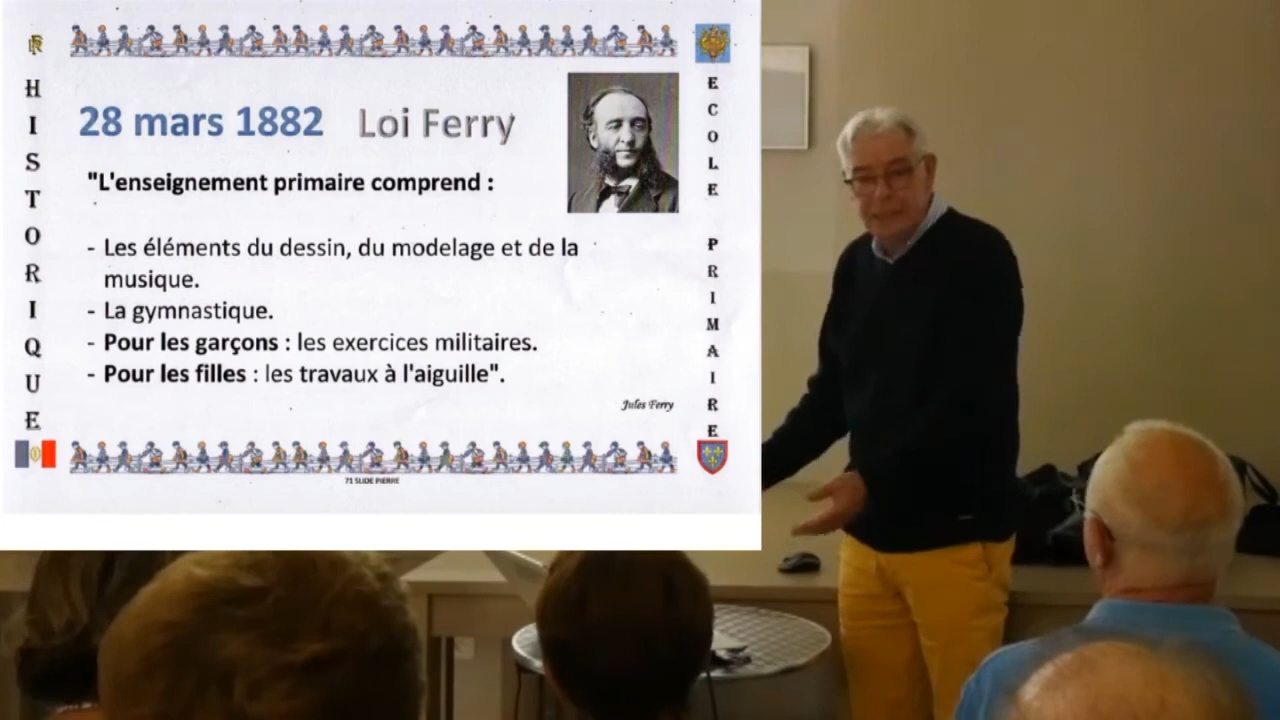 HISTORIQUE
28 mars 1882 Loi Ferry
"L'enseignement primaire comprend :
- Les éléments du dessin, du modelage et de la
musique.
- La gymnastique.
- Pour les garçons : les exercices militaires.
- Pour les filles : les travaux à l'aiguille".
Jules Ferry
71 SLIDE PIERRE
ECOLE PRIMAIRE
RF